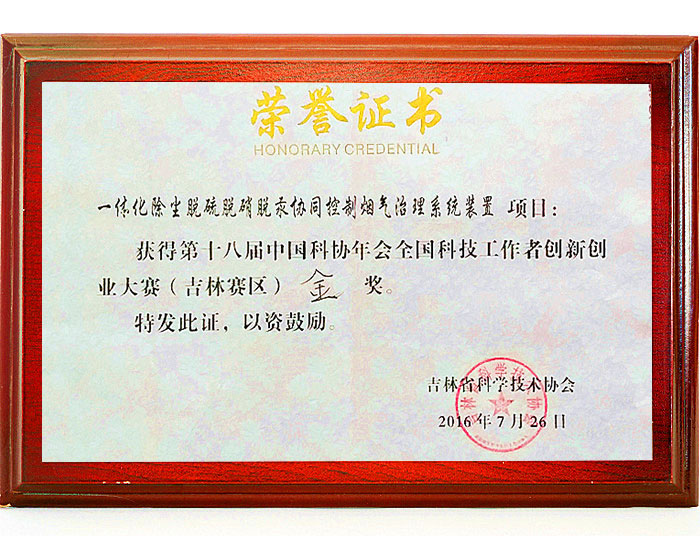 荣誉证书
HONORARY CREDENTIAL
一体化除尘脱硫脱硝脱汞协同控制烟气治理系统装置 项目：
获得第十八届中国科协年会全国科技工作者创新创
业大赛（吉林赛区） 金 奖。
特发此证，以资鼓励。
吉林省科学技术协会
2016年7月26日